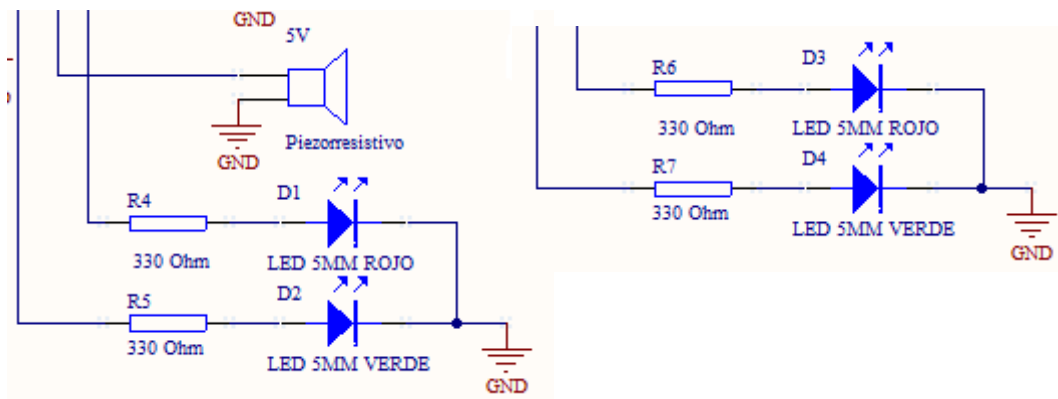 GND
5V
Piezorresistivo
GND
R4
D1
330 Ohm
LED 5MM ROJO
R5
D2
330 Ohm
LED 5MM VERDE
GND
R6
D3
330 Ohm
LED 5MM ROJO
R7
D4
330 Ohm
LED 5MM VERDE
GND